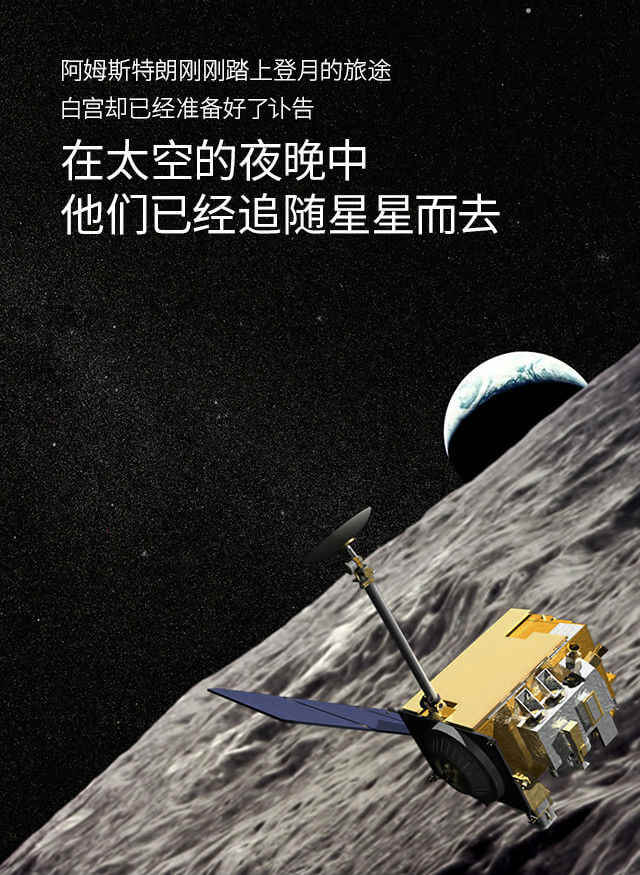 阿姆斯特朗刚刚踏上登月的旅途
白宫却已经准备好了讣告
在太空的夜晚中
他们已经追随星星而去